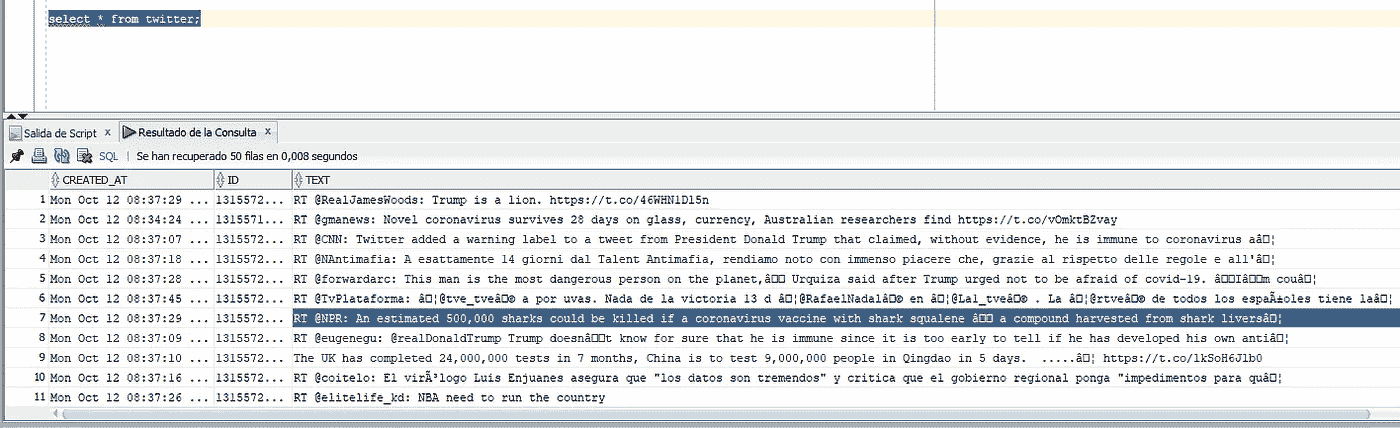 select * from twitter;
Salida de Script x Resultado de la Consulta x
SQL | Se han recuperado 50 filas en 0,008 segundos
CREATED_AT ID TEXT
1 Mon Oct 12 08:37:29 ... 1315572... RT @RealJamesWoods: Trump is a lion. https://t.co/46WHN1Dl5n
2 Mon Oct 12 08:34:24 ... 1315571... RT @gmanews: Novel coronavirus survives 28 days on glass, currency, Australian researchers find https://t.co/vOmktBZvay
3 Mon Oct 12 08:37:07 ... 1315572... RT @CNN: Twitter added a warning label to a tweet from President Donald Trump that claimed, without evidence, he is immune to coronavirus aâ□¦
4 Mon Oct 12 08:37:18 ... 1315572... RT @NAntimafia: A esattamente 14 giorni dal Talent Antimafia, rendiamo noto con immenso piacere che, grazie al rispetto delle regole e all'â□¦
5 Mon Oct 12 08:37:28 ... 1315572... RT @forwardarc: This man is the most dangerous person on the planet,â□□ Urquiza said after Trump urged not to be afraid of covid-19. â□□Iâ□□m couâ□¦
6 Mon Oct 12 08:37:45 ... 1315572... RT @TvPlataforma: â□¦@tve_tveâ□© a por uvas. Nada de la victoria 13 d â□¦@RafaelNadalâ□© en â□¦@La1_tveâ□© . La â□¦@rtveâ□© de todos los espaÃ±oles tiene laâ□¦
7 Mon Oct 12 08:37:29 ... 1315572... RT @NPR: An estimated 500,000 sharks could be killed if a coronavirus vaccine with shark squalene â□□ a compound harvested from shark liversâ□¦
8 Mon Oct 12 08:37:09 ... 1315572... RT @eugenegu: @realDonaldTrump Trump doesnâ□□t know for sure that he is immune since it is too early to tell if he has developed his own antiâ□¦
9 Mon Oct 12 08:37:10 ... 1315572... The UK has completed 24,000,000 tests in 7 months, China is to test 9,000,000 people in Qingdao in 5 days. .....â□¦ https://t.co/lkSoH6Jlb0
10 Mon Oct 12 08:37:16 ... 1315572... RT @coitelo: El virÃ³logo Luis Enjuanes asegura que "los datos son tremendos" y critica que el gobierno regional ponga "impedimentos para quâ□¦
11 Mon Oct 12 08:37:26 ... 1315572... RT @elitelife_kd: NBA need to run the country